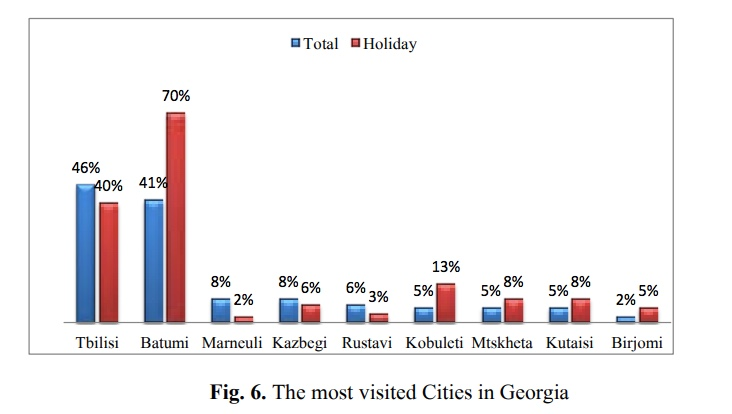 Total Holiday
70%
46% 40% 41%
8% 2% 8% 6% 6% 3% 5% 13% 5% 8% 5% 8% 2% 5%
Tbilisi Batumi Marneuli Kazbegi Rustavi Kobuleti Mtskheta Kutaisi Birjomi
Fig. 6. The most visited Cities in Georgia